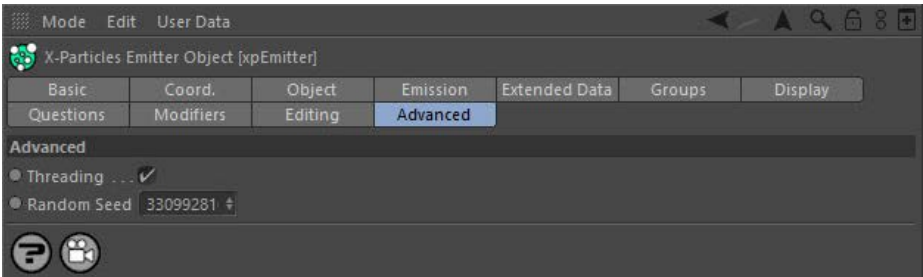 Mode Edit User Data
X-Particles Emitter Object [xpEmitter]
Basic Coord. Object Emission Extended Data Groups Display
Questions Modifiers Editing Advanced
Advanced
Threading . . . ✓
Random Seed 33099281
?